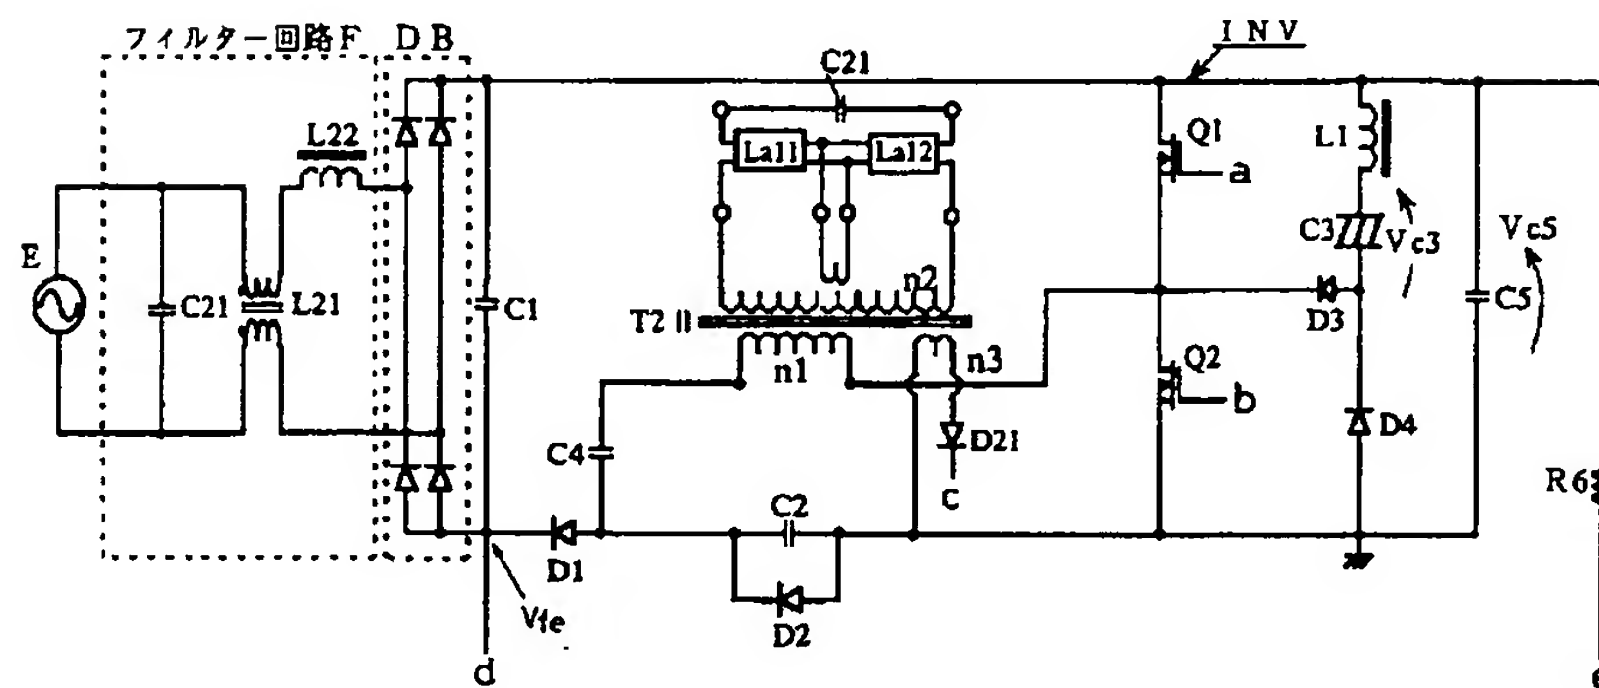 フィルター回路F
DB
INV
C21
L22
La11
La12
Q1
a
L1
E
C21
L21
C1
n2
T2
n1
n3
C3
Vc3
Vc5
D3
C5
Q2
b
C4
D21
c
D4
R6
C2
D1
D2
Vfe
d